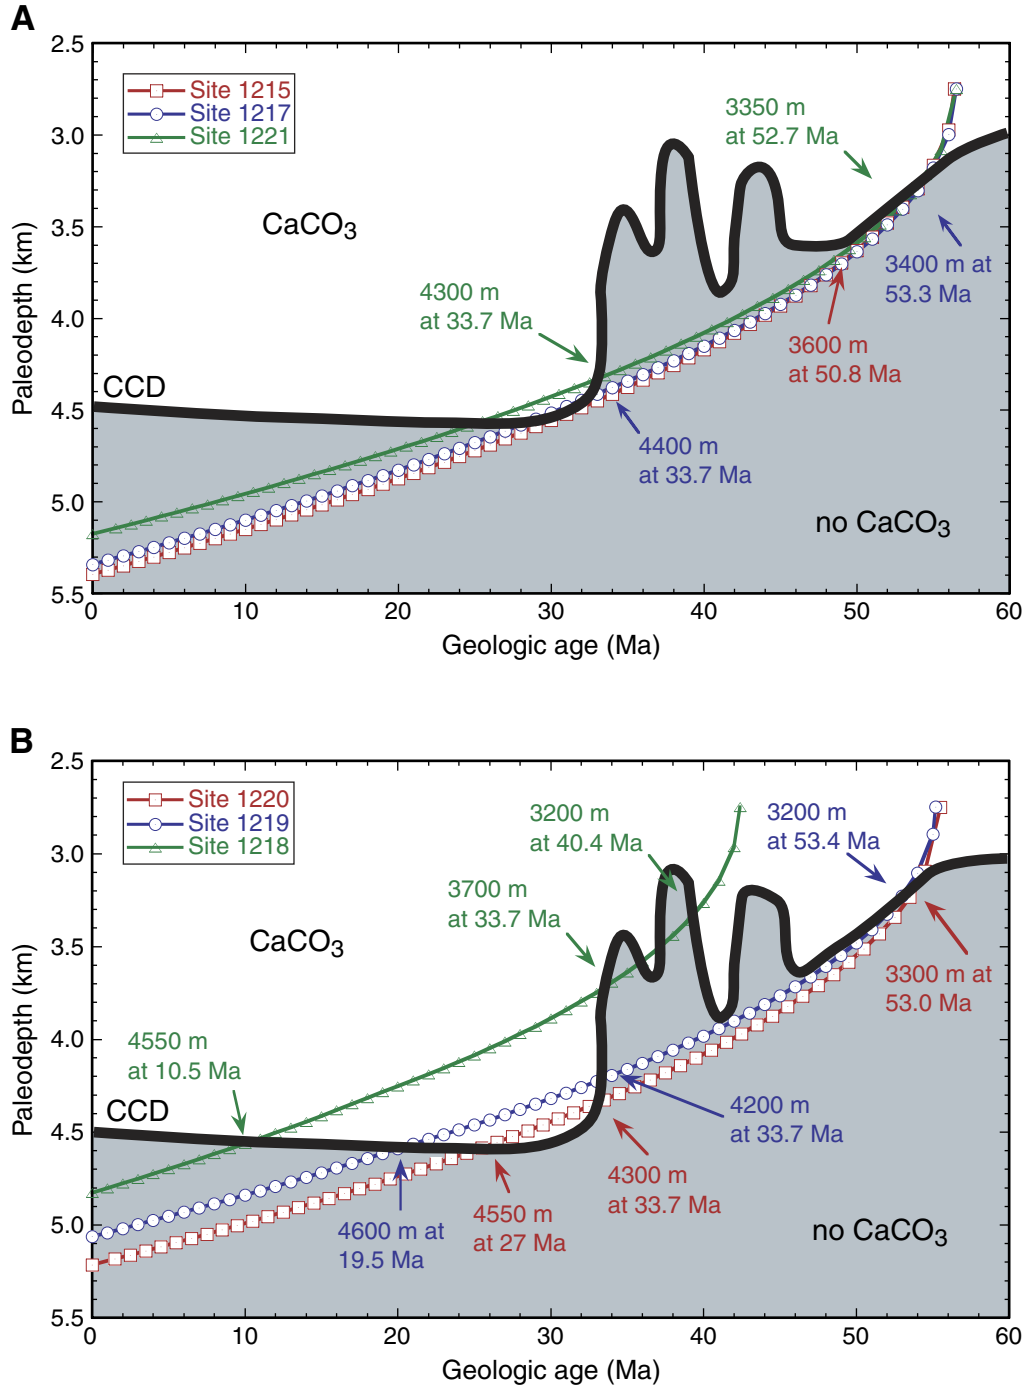 A
2.5
3.0
3.5
4.0
4.5
5.0
5.5
Paleodepth (km)
Site 1215
Site 1217
Site 1221
CaCO3
3350 m
at 52.7 Ma
3400 m at
53.3 Ma
4300 m
at 33.7 Ma
3600 m
at 50.8 Ma
CCD
4400 m
at 33.7 Ma
no CaCO3
0
10
20
30
40
50
60
Geologic age (Ma)
B
2.5
3.0
3.5
4.0
4.5
5.0
5.5
Paleodepth (km)
Site 1220
Site 1219
Site 1218
3200 m
at 40.4 Ma
3200 m
at 53.4 Ma
3700 m
at 33.7 Ma
CaCO3
3300 m at
53.0 Ma
4550 m
at 10.5 Ma
CCD
4200 m
at 33.7 Ma
4300 m
at 33.7 Ma
4550 m
at 27 Ma
4600 m at
19.5 Ma
no CaCO3
0
10
20
30
40
50
60
Geologic age (Ma)